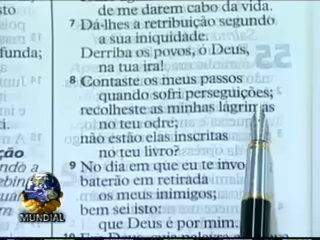 de me darem cabo da vida.
7 Dá-lhes a retribuição segundo
a sua iniquidade.
Derriba os povos, ó Deus,
na tua ira!
8 Contaste os meus passos
quando sofri perseguições;
recolheste as minhas lágrimas
no teu odre;
não estão elas inscritas
no teu livro?
9 No dia em que eu te invo
baterão em retirada
os meus inimigos;
bem sei isto:
que Deus é por mim.
sto
funda;
ti.
ção
ndo a
MUNDIAL